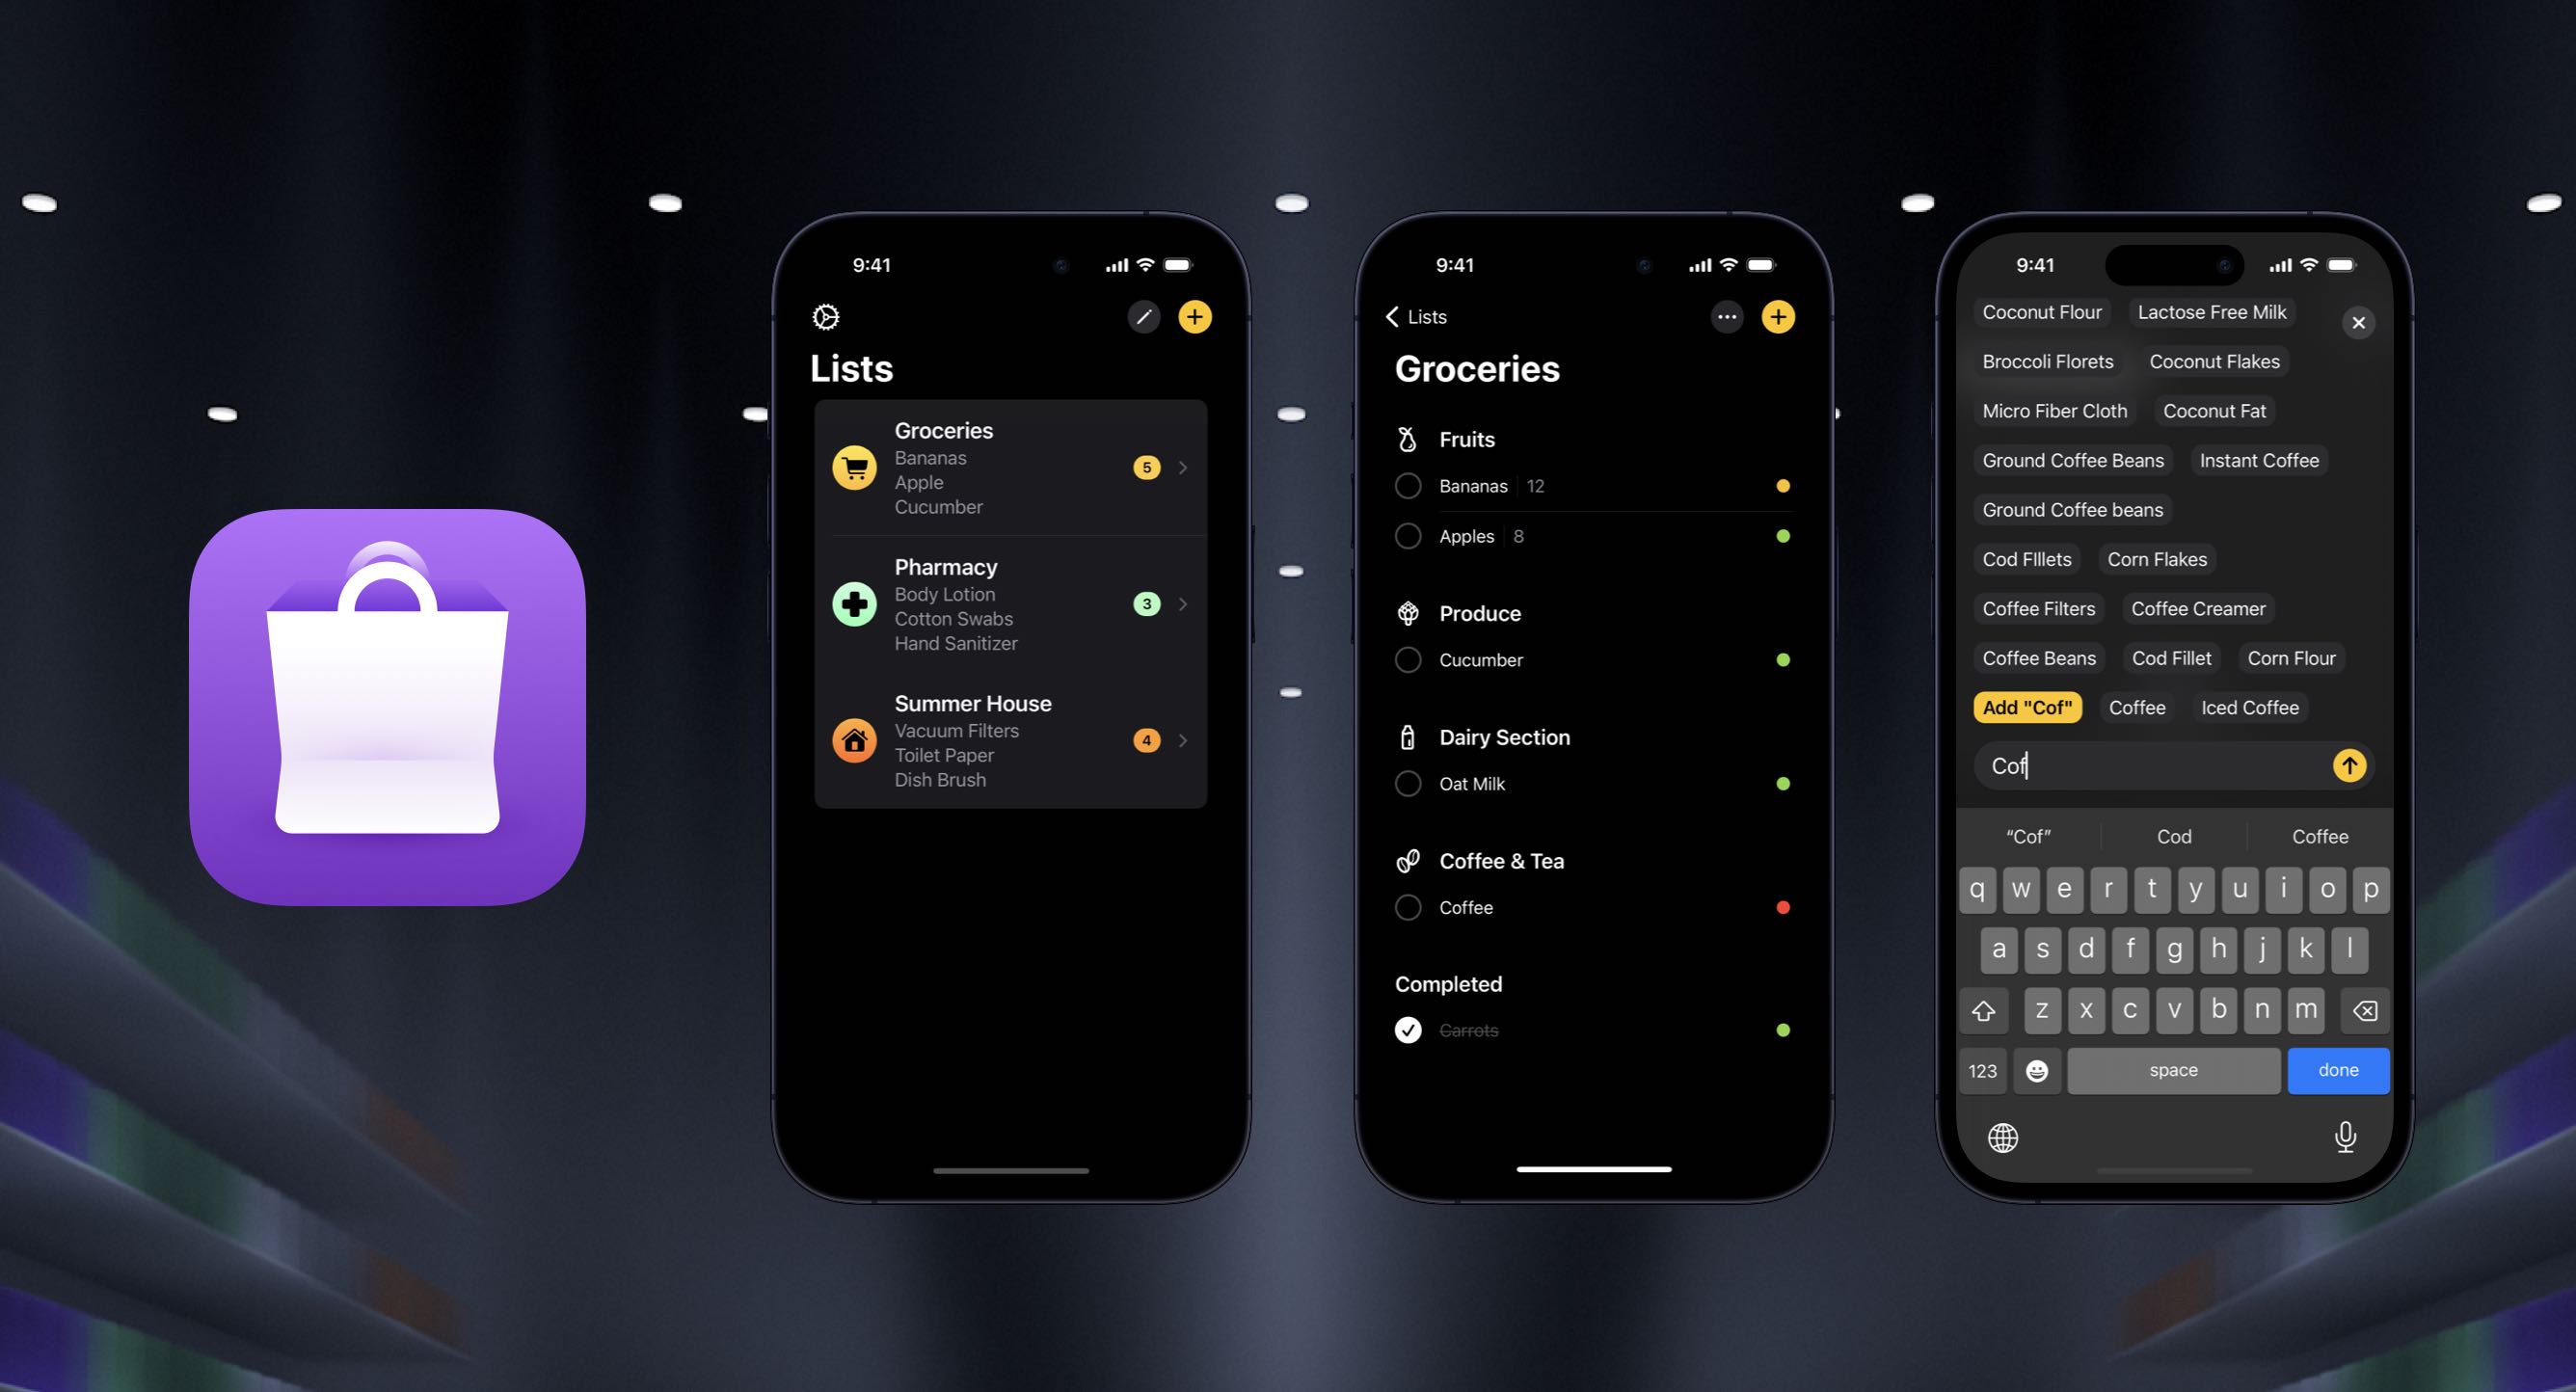 9:41
Lists
Groceries
Bananas
Apple
Cucumber
5
Pharmacy
Body Lotion
Cotton Swabs
Hand Sanitizer
3
Summer House
Vacuum Filters
Toilet Paper
Dish Brush
4
9:41
Lists
Groceries
Fruits
Bananas 12
Apples 8
Produce
Cucumber
Dairy Section
Oat Milk
Coffee & Tea
Coffee
Completed
Carrots
9:41
Coconut Flour Lactose Free Milk
Broccoli Florets Coconut Flakes
Micro Fiber Cloth Coconut Fat
Ground Coffee Beans Instant Coffee
Ground Coffee beans
Cod FIllets Corn Flakes
Coffee Filters Coffee Creamer
Coffee Beans Cod Fillet Corn Flour
Add "Cof" Coffee Iced Coffee
Cof
“Cof” Cod Coffee
q w e r t y u i o p
a s d f g h j k l
z x c v b n m
123 space done